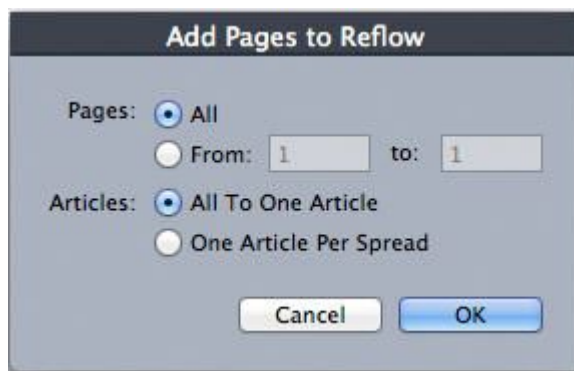 Add Pages to Reflow
Pages: All
From: 1 to: 1
Articles: All To One Article
One Article Per Spread
Cancel OK